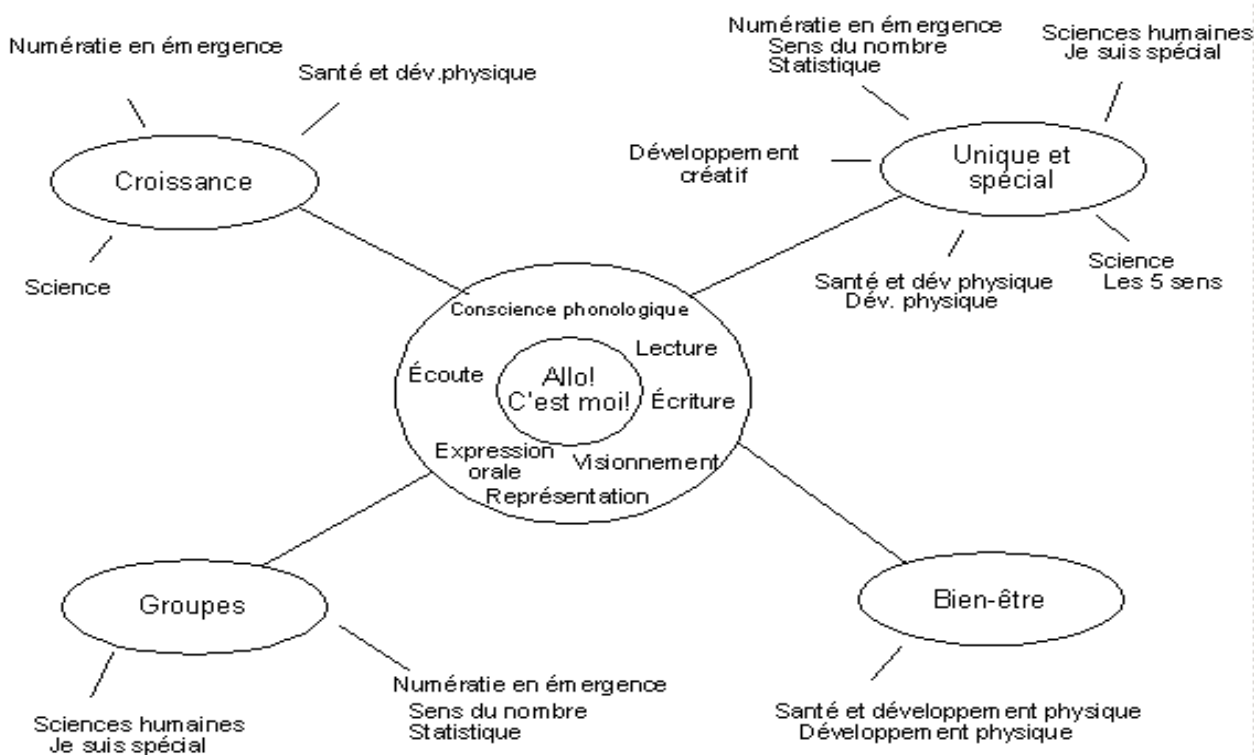 Numératie en émergence
Santé et dév.physique
Croissance
Science
Numératie en émergence
Sens du nombre
Statistique
Sciences humaines
Je suis spécial
Développement
créatif
Unique et
spécial
Santé et dév physique
Dév. physique
Science
Les 5 sens
Conscience phonologique
Lecture
Écoute
Allo!
C'est moi!
Écriture
Expression
orale
Visionnement
Représentation
Groupes
Sciences humaines
Je suis spécial
Numératie en émergence
Sens du nombre
Statistique
Bien-être
Santé et développement physique
Développement physique